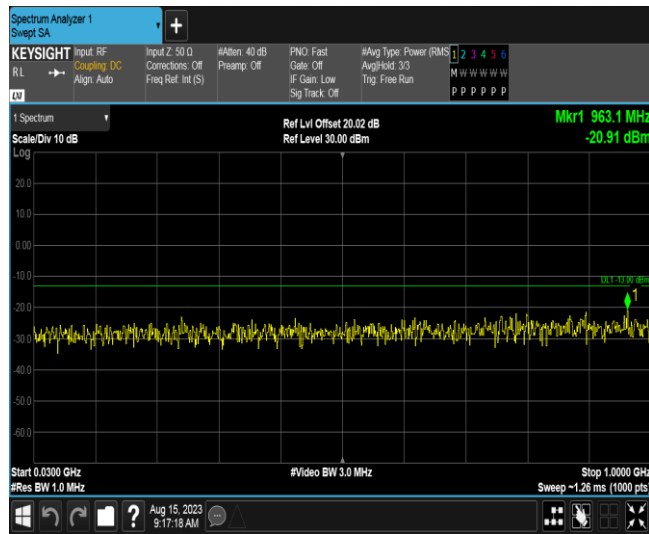 Spectrum Analyzer 1
Swept SA
KEYSIGHT
RL
LXI
Input: RF
Coupling: DC
Align: Auto
Input Z: 50 Ω
Corrections: Off
Freq Ref: Int (S)
#Atten: 40 dB
Preamp: Off
PNO: Fast
Gate: Off
IF Gain: Low
Sig Track: Off
#Avg Type: Power (RMS
Avg|Hold: 3/3
Trig: Free Run
1 2 3 4 5 6
M W W W W W
P P P P P P
1 Spectrum
Scale/Div 10 dB
Ref Lvl Offset 20.02 dB
Ref Level 30.00 dBm
Mkr1 963.1 MHz
-20.91 dBm
Log
20.0
10.0
0.00
-10.0
DL1 -13.00 dBm
1
-20.0
-30.0
-40.0
-50.0
-60.0
Start 0.0300 GHz
#Video BW 3.0 MHz
Stop 1.0000 GHz
#Res BW 1.0 MHz
Sweep ~1.26 ms (1000 pts)
?
Aug 15, 2023
9:17:18 AM